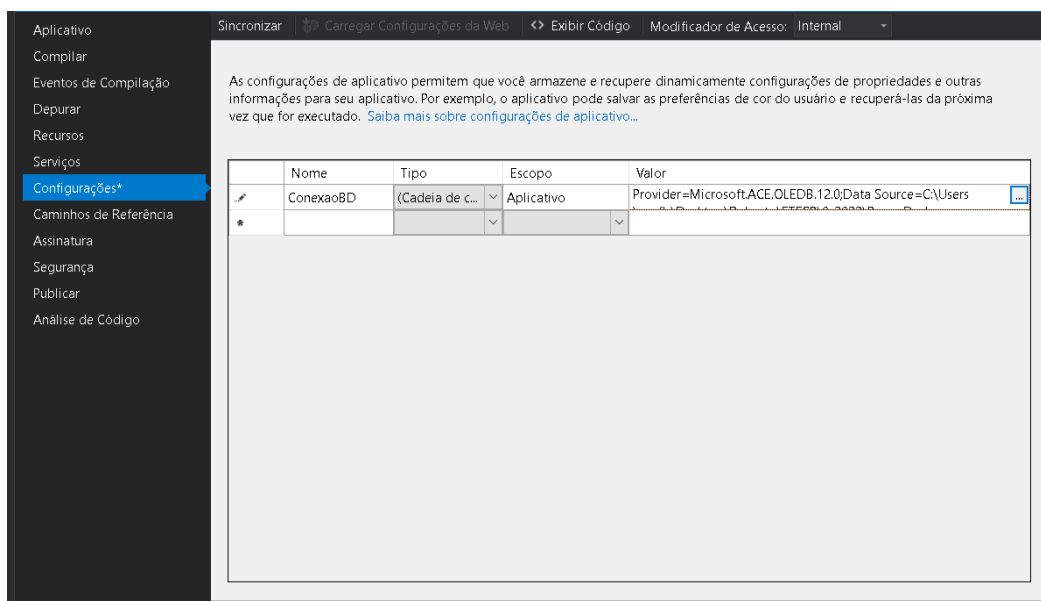 Aplicativo
Compilar
Eventos de Compilação
Depurar
Recursos
Serviços
Configurações*
Caminhos de Referência
Assinatura
Segurança
Publicar
Análise de Código
Sincronizar Carregar Configurações da Web <> Exibir Código Modificador de Acesso: Internal
As configurações de aplicativo permitem que você armazene e recupere dinamicamente configurações de propriedades e outras
informações para seu aplicativo. Por exemplo, o aplicativo pode salvar as preferências de cor do usuário e recuperá-las da próxima
vez que for executado. Saiba mais sobre configurações de aplicativo...
Nome Tipo Escopo Valor
ConexaoBD (Cadeia de c... Aplicativo Provider=Microsoft.ACE.OLEDB.12.0;Data Source=C:\Users ...
*